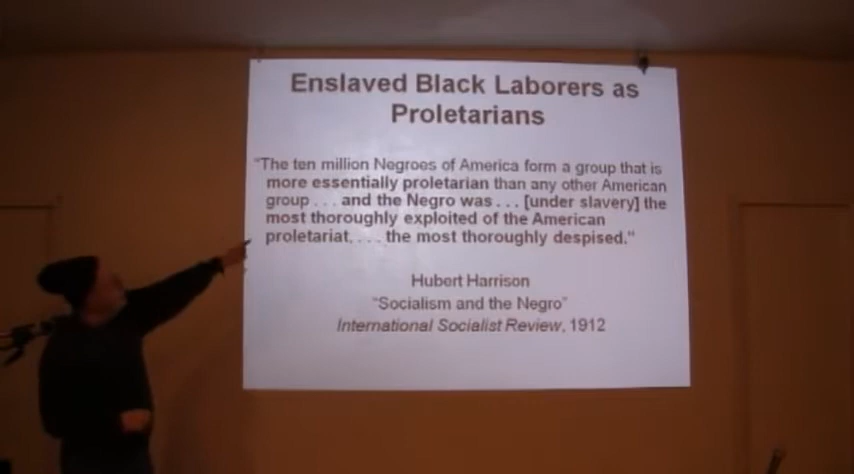 Enslaved Black Laborers as
Proletarians
"The ten million Negroes of America form a group that is
more essentially proletarian than any other American
group . . . and the Negro was . . . [under slavery] the
most thoroughly exploited of the American
proletariat, . . . the most thoroughly despised."
Hubert Harrison
"Socialism and the Negro"
International Socialist Review, 1912